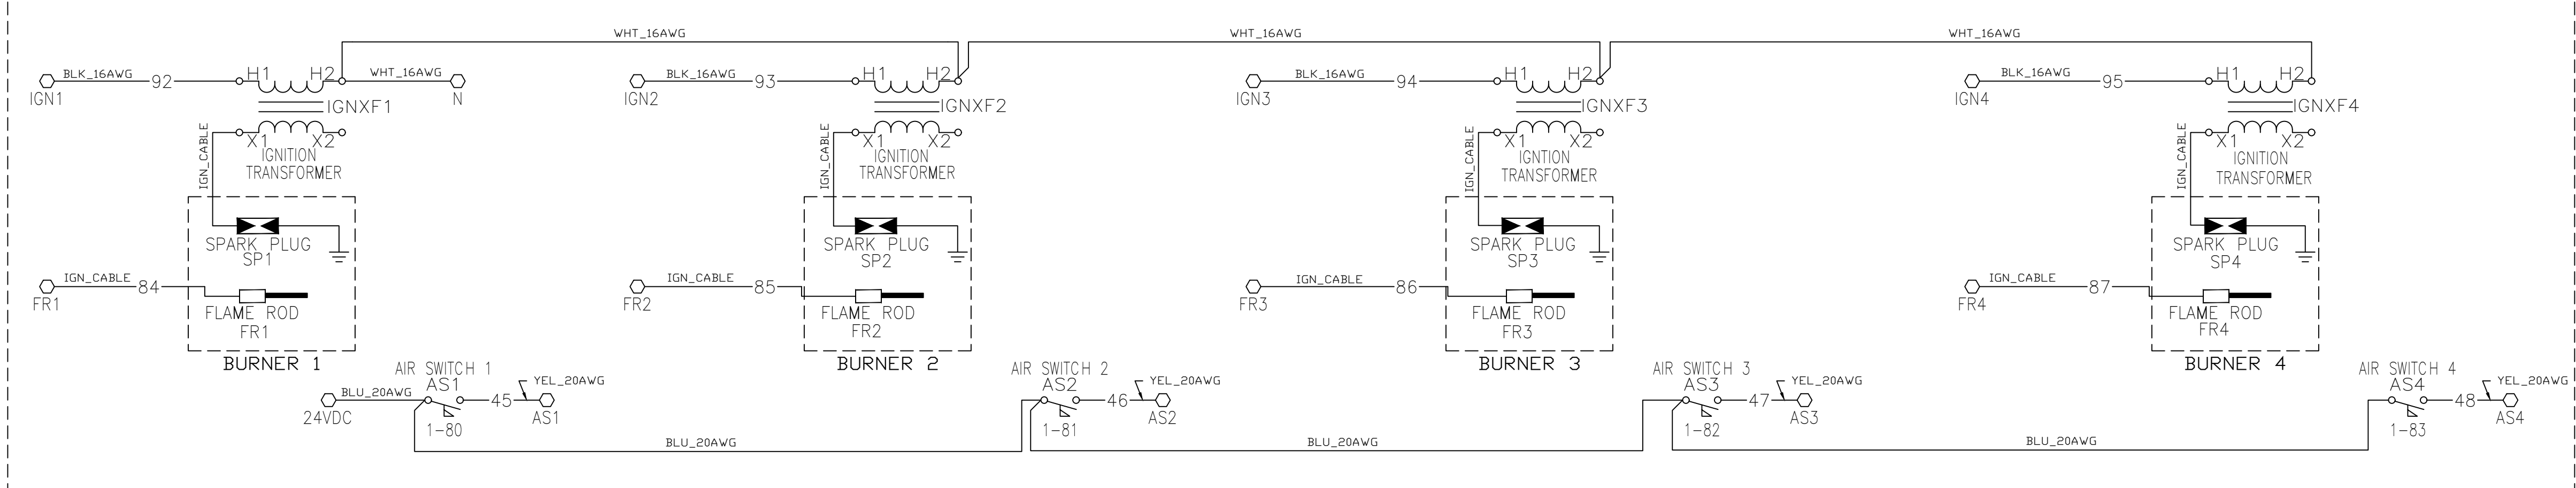 WHT_16AWG WHT_16AWG WHT_16AWG
BLK_16AWG 92 H1 H2 WHT_16AWG BLK_16AWG 93 H1 H2 BLK_16AWG 94 H1 H2 BLK_16AWG 95 H1 H2
IGN1 N IGN2 IGN3 IGN4
IGNXF1 IGNXF2 IGNXF3 IGNXF4
X1 X2 X1 X2 X1 X2 X1 X2
IGN_CABLE IGN_CABLE IGN_CABLE IGN_CABLE
IGNITION IGNITION IGNTION IGNITION
TRANSFORMER TRANSFORMER TRANSFORMER TRANSFORMER
SPARK PLUG SPARK PLUG SPARK PLUG SPARK PLUG
SP1 SP2 SP3 SP4
IGN_CABLE 84 IGN_CABLE 85 IGN_CABLE 86 IGN_CABLE 87
FR1 FR2 FR3 FR4
FLAME ROD FLAME ROD FLAME ROD FLAME ROD
FR1 FR2 FR3 FR4
BURNER 1 BURNER 2 BURNER 3 BURNER 4
AIR SWITCH 1 AIR SWITCH 2 AIR SWITCH 3 AIR SWITCH 4
AS1 YEL_20AWG AS2 YEL_20AWG AS3 YEL_20AWG AS4 YEL_20AWG
BLU_20AWG 45 46 47 48
24VDC AS1 AS2 AS3 AS4
1-80 1-81 1-82 1-83
BLU_20AWG BLU_20AWG BLU_20AWG